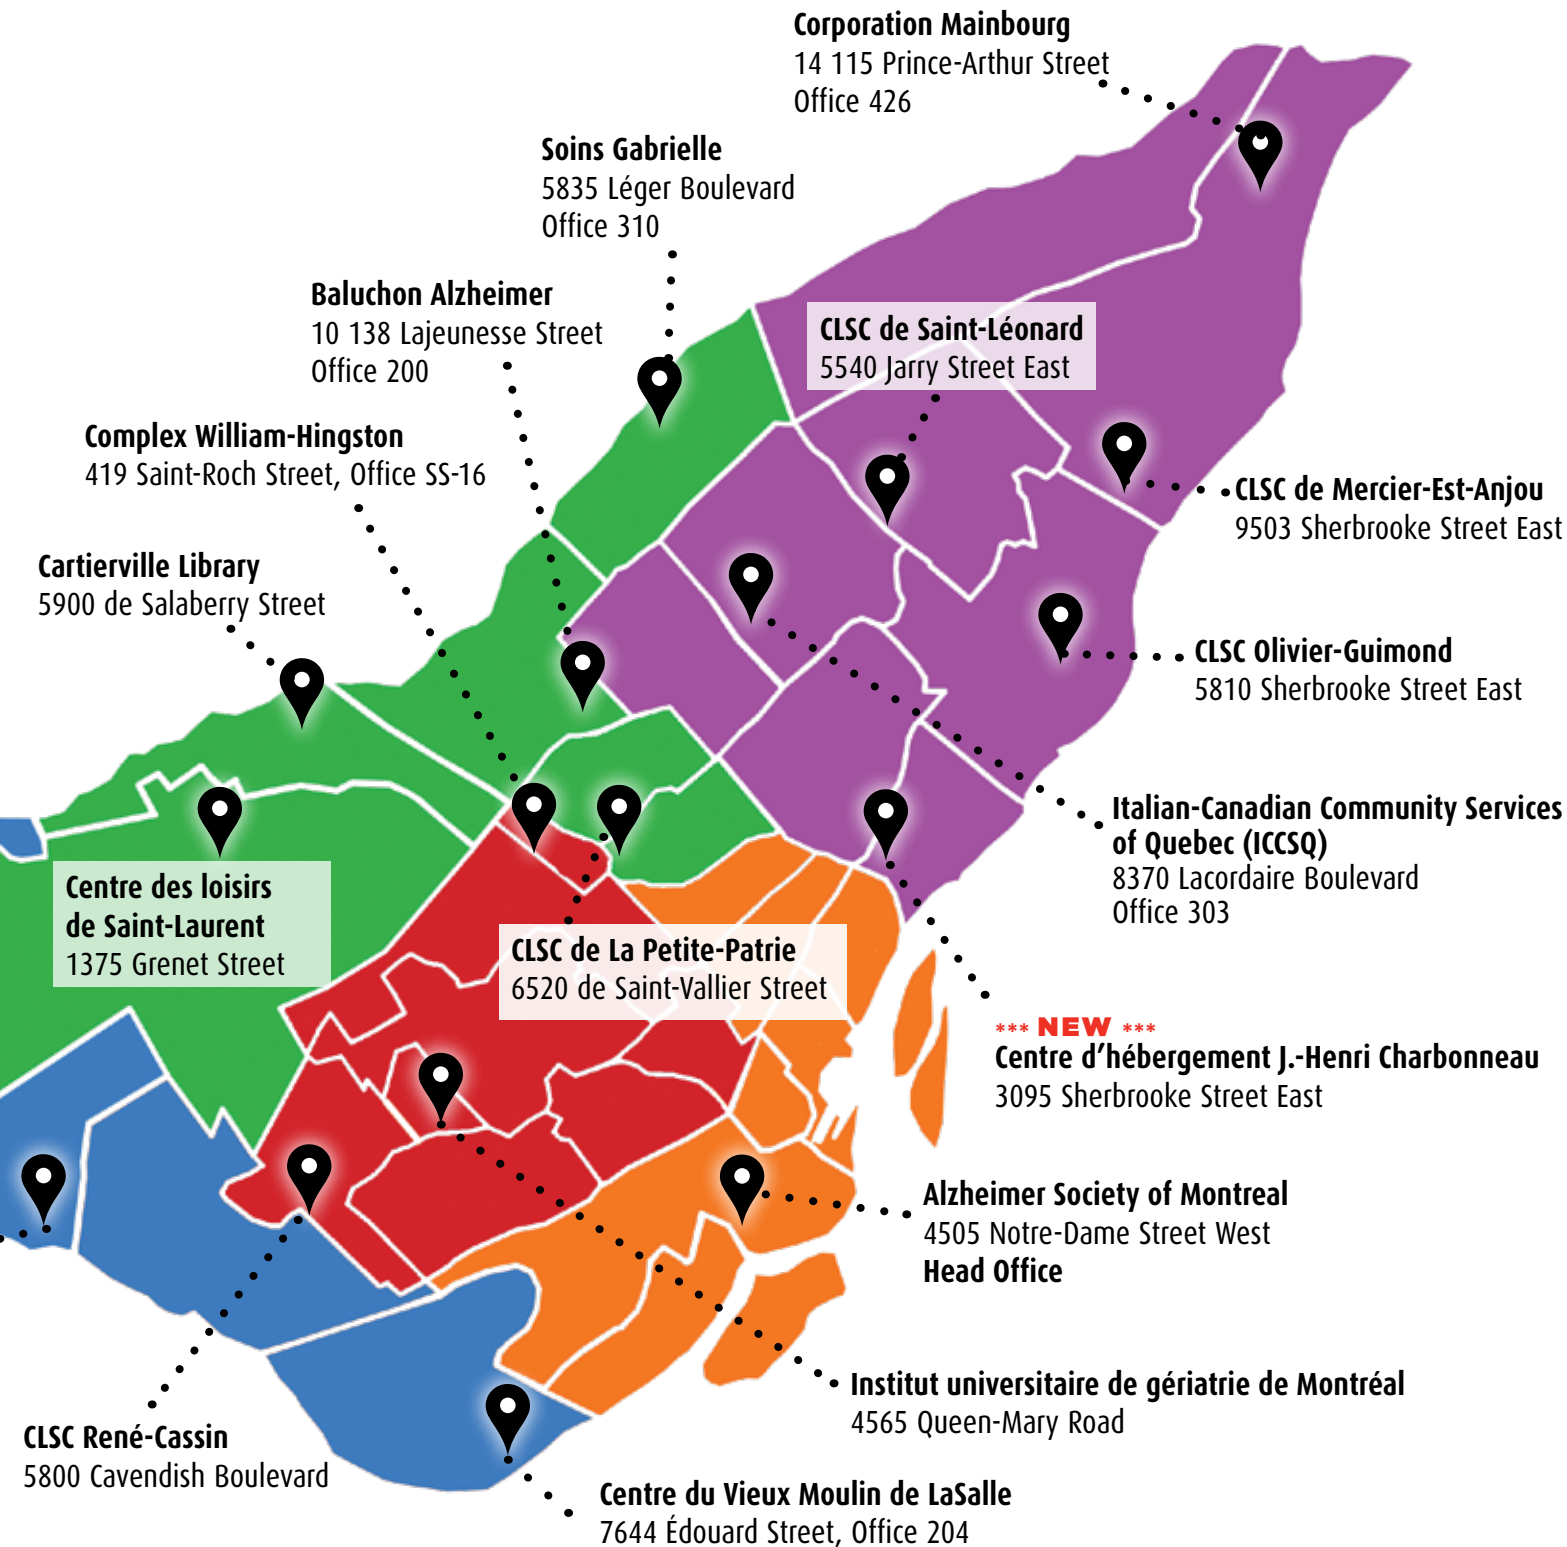 Corporation Mainbourg
14 115 Prince-Arthur Street
Office 426
Soins Gabrielle
5835 Léger Boulevard
Office 310
Baluchon Alzheimer
10 138 Lajeunesse Street
Office 200
CLSC de Saint-Léonard
5540 Jarry Street East
Complex William-Hingston
419 Saint-Roch Street, Office SS-16
CLSC de Mercier-Est-Anjou
9503 Sherbrooke Street East
Cartierville Library
5900 de Salaberry Street
CLSC Olivier-Guimond
5810 Sherbrooke Street East
Italian-Canadian Community Services
of Quebec (ICCSQ)
8370 Lacordaire Boulevard
Office 303
Centre des loisirs
de Saint-Laurent
1375 Grenet Street
CLSC de La Petite-Patrie
6520 de Saint-Vallier Street
*** NEW ***
Centre d’hébergement J.-Henri Charbonneau
3095 Sherbrooke Street East
Alzheimer Society of Montreal
4505 Notre-Dame Street West
Head Office
Institut universitaire de gériatrie de Montréal
4565 Queen-Mary Road
CLSC René-Cassin
5800 Cavendish Boulevard
Centre du Vieux Moulin de LaSalle
7644 Édouard Street, Office 204